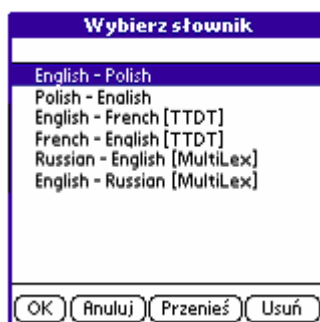 Wybierz słownik
English - Polish
Polish - English
English - French [TTDT]
French - English [TTDT]
Russian - English [MultiLex]
English - Russian [MultiLex]
OK Anuluj Przenieś Usuń